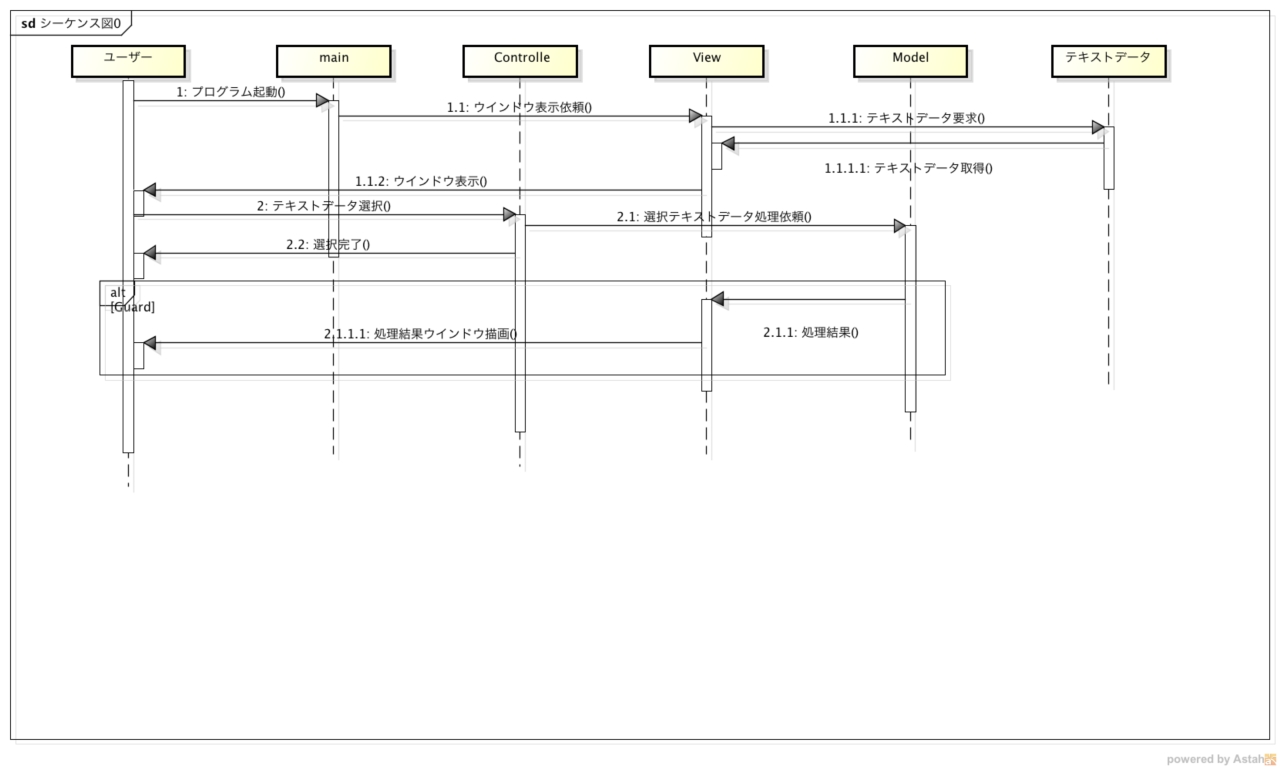 sd シーケンス図0
ユーザー
main
Controlle
View
Model
テキストデータ
1: プログラム起動()
1.1: ウインドウ表示依頼()
1.1.1: テキストデータ要求()
1.1.1.1: テキストデータ取得()
1.1.2: ウインドウ表示()
2: テキストデータ選択()
2.1: 選択テキストデータ処理依頼()
2.2: 選択完了()
alt
[Guard]
2.1.1: 処理結果()
2.1.1.1: 処理結果ウインドウ描画()
powered by Astah